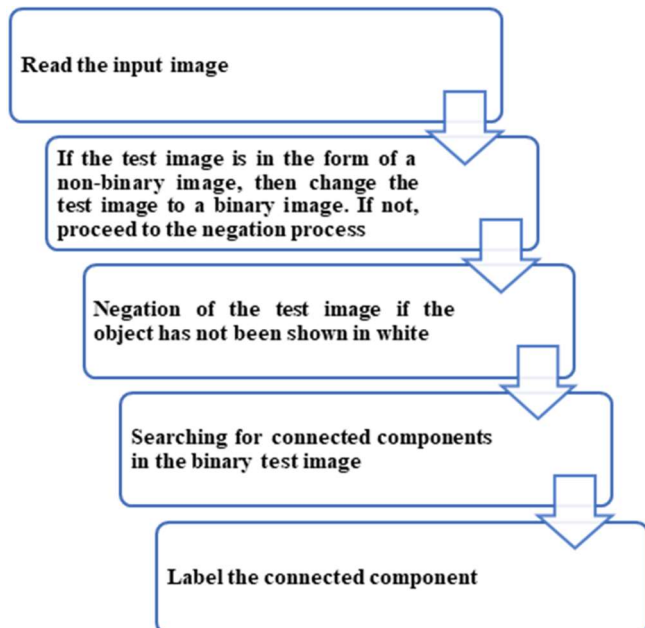 Read the input image
If the test image is in the form of a
non-binary image, then change the
test image to a binary image. If not,
proceed to the negation process
Negation of the test image if the
object has not been shown in white
Searching for connected components
in the binary test image
Label the connected component